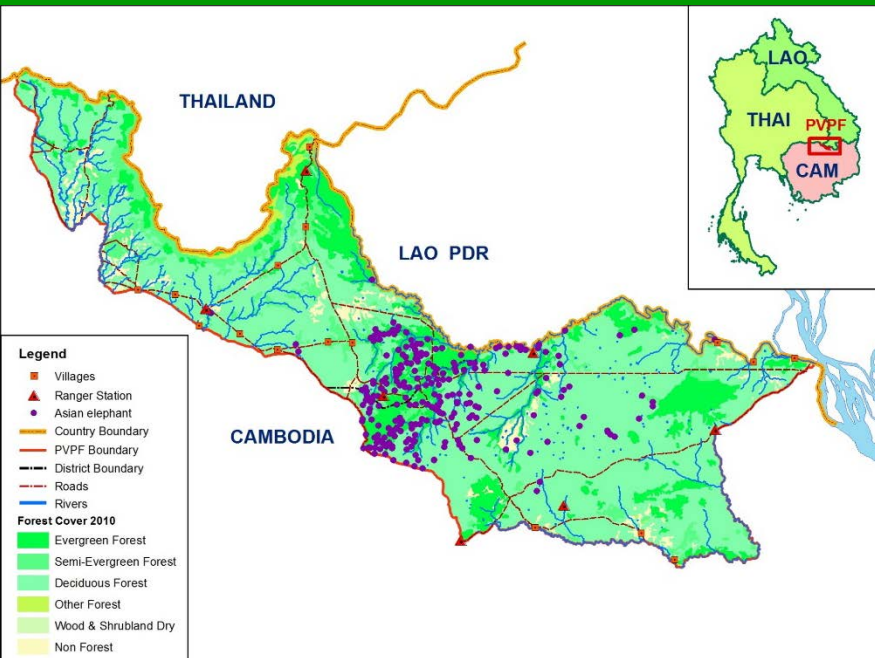 THAILAND
LAO PDR
CAMBODIA
LAO
THAI
PVPF
CAM
Legend
Villages
Ranger Station
Asian elephant
Country Boundary
PVPF Boundary
District Boundary
Roads
Rivers
Forest Cover 2010
Evergreen Forest
Semi-Evergreen Forest
Deciduous Forest
Other Forest
Wood & Shrubland Dry
Non Forest